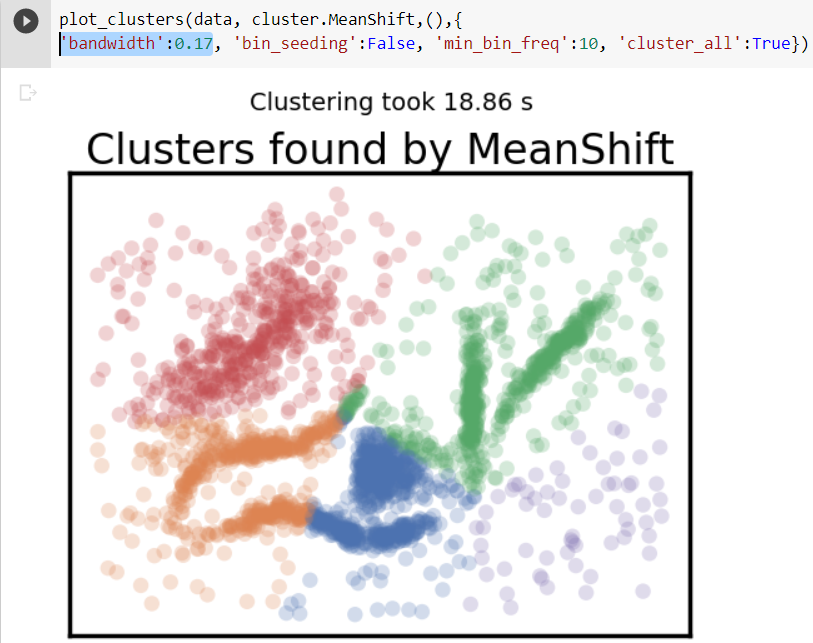 plot_clusters(data, cluster.MeanShift,(),{
'bandwidth':0.17, 'bin_seeding':False, 'min_bin_freq':10, 'cluster_all':True})
Clustering took 18.86 s
Clusters found by MeanShift